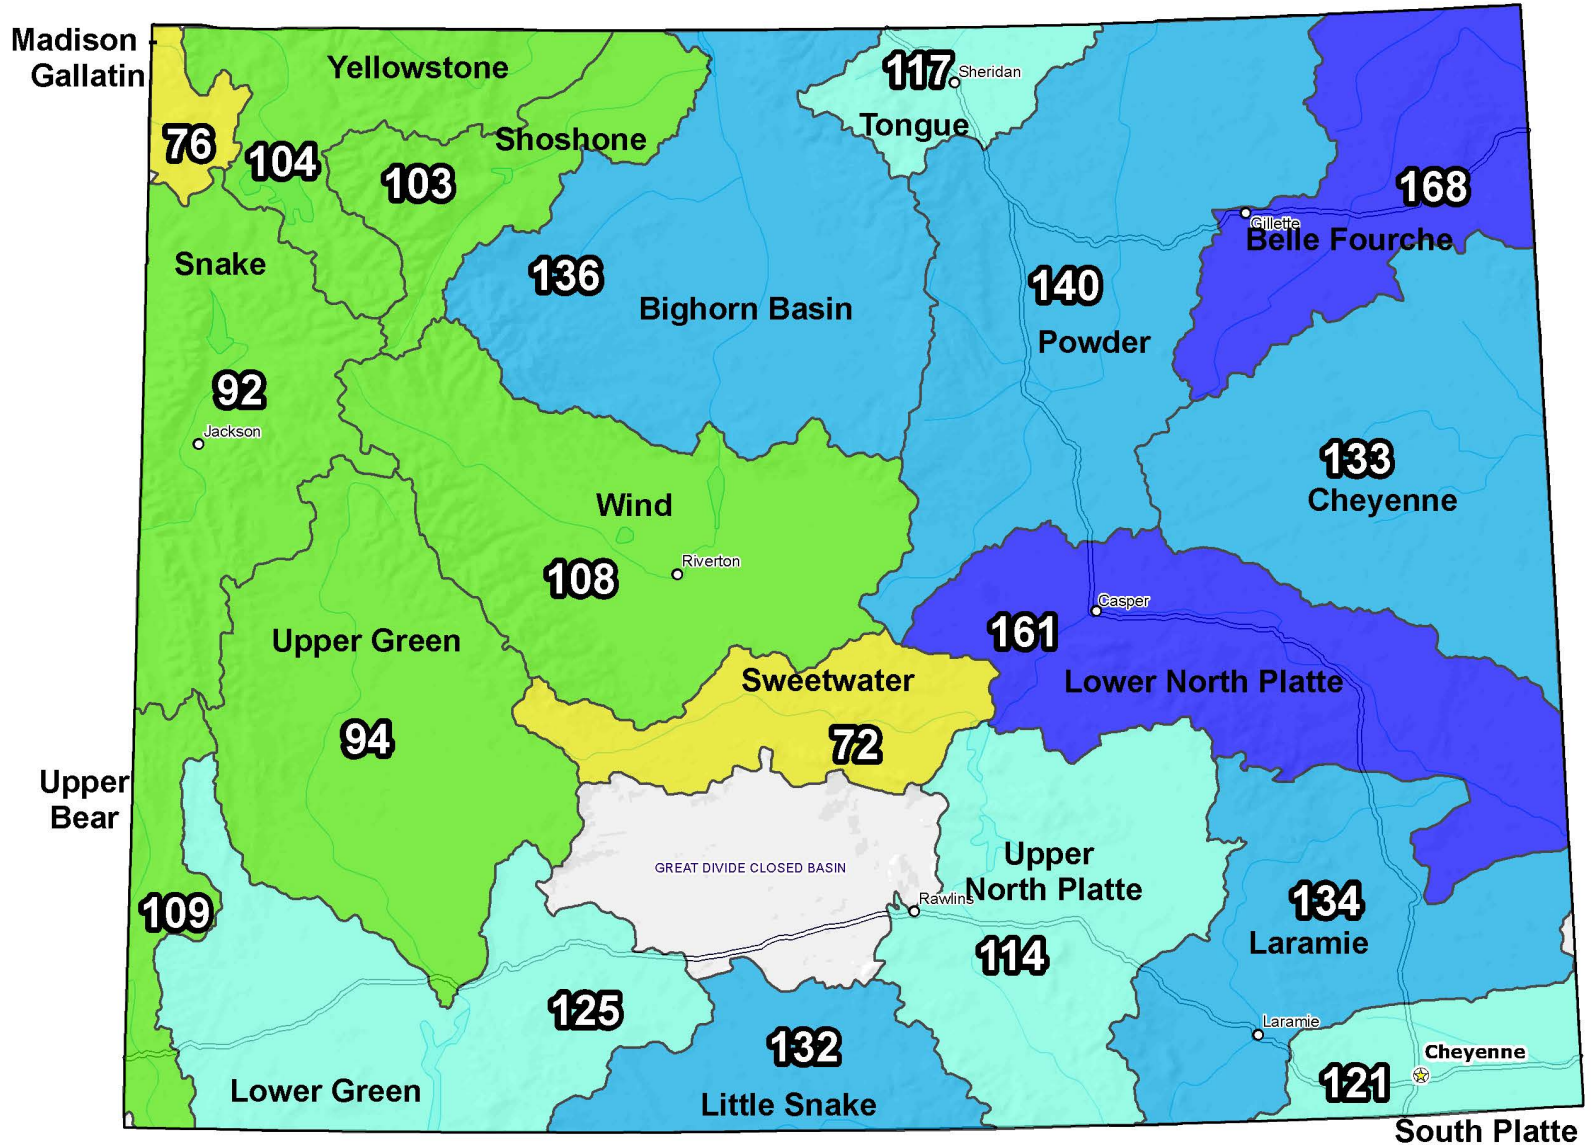 Madison
Gallatin
Yellowstone
117
Sheridan
Tongue
76
104
103
Shoshone
168
Gillette
Belle Fourche
Snake
136
Bighorn Basin
140
Powder
92
Jackson
133
Cheyenne
Wind
108
Riverton
Casper
161
Lower North Platte
Upper Green
94
Sweetwater
72
Upper
Bear
GREAT DIVIDE CLOSED BASIN
Upper
North Platte
Rawlins
109
114
134
Laramie
125
132
Laramie
Cheyenne
121
Lower Green
Little Snake
South Platte